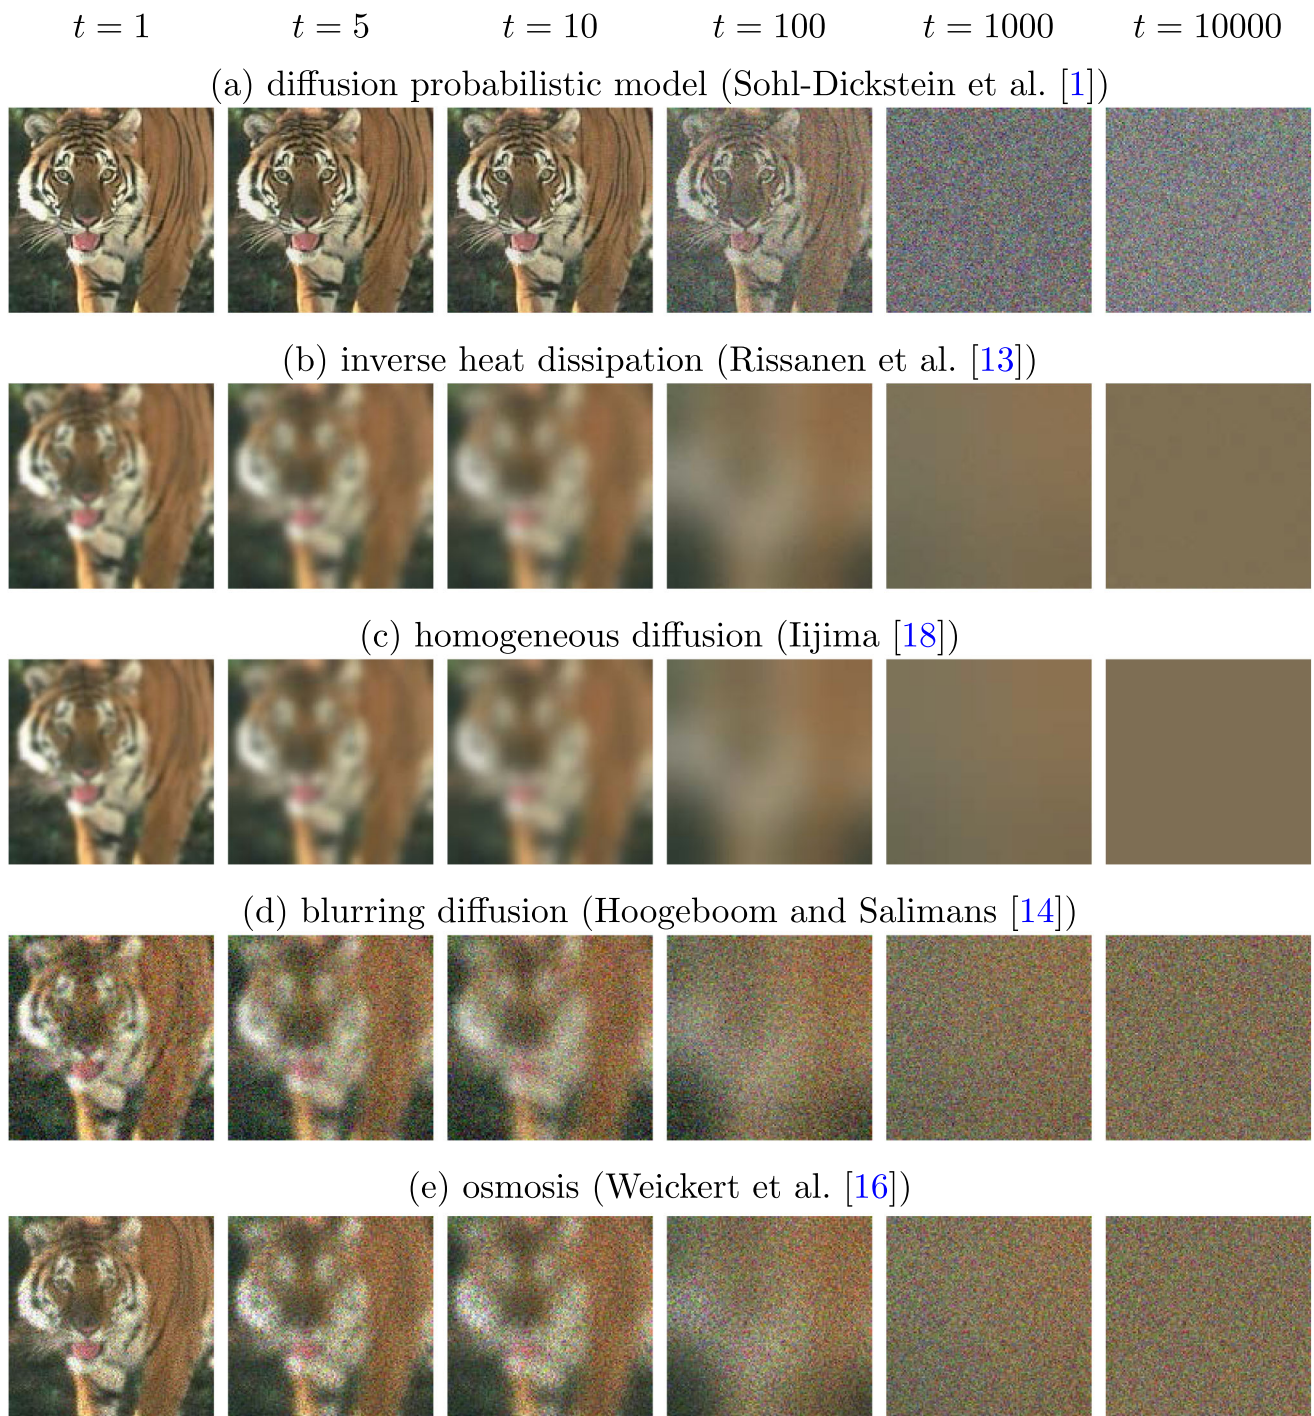 t = 1 t = 5 t = 10 t = 100 t = 1000 t = 10000
(a) diffusion probabilistic model (Sohl-Dickstein et al. [1])
(b) inverse heat dissipation (Rissanen et al. [13])
(c) homogeneous diffusion (Iijima [18])
(d) blurring diffusion (Hoogeboom and Salimans [14])
(e) osmosis (Weickert et al. [16])